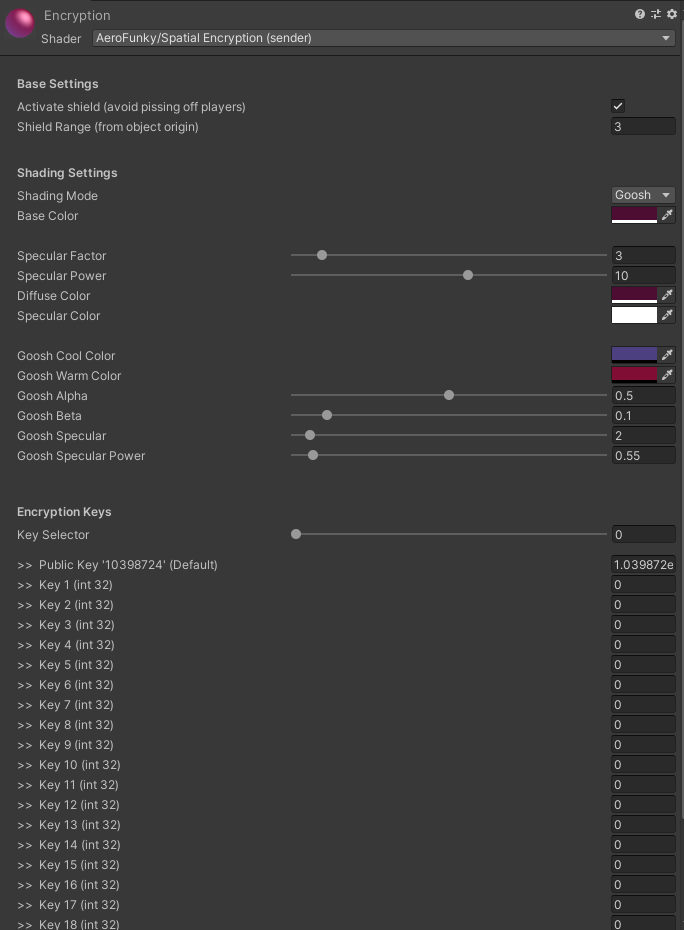 Encryption
Shader AeroFunky/Spatial Encryption (sender)
Base Settings
Activate shield (avoid pissing off players)
Shield Range (from object origin) 3
Shading Settings
Shading Mode Goosh
Base Color
Specular Factor 3
Specular Power 10
Diffuse Color
Specular Color
Goosh Cool Color
Goosh Warm Color
Goosh Alpha 0.5
Goosh Beta 0.1
Goosh Specular 2
Goosh Specular Power 0.55
Encryption Keys
Key Selector 0
>> Public Key '10398724' (Default) 1.039872e
>> Key 1 (int 32) 0
>> Key 2 (int 32) 0
>> Key 3 (int 32) 0
>> Key 4 (int 32) 0
>> Key 5 (int 32) 0
>> Key 6 (int 32) 0
>> Key 7 (int 32) 0
>> Key 8 (int 32) 0
>> Key 9 (int 32) 0
>> Key 10 (int 32) 0
>> Key 11 (int 32) 0
>> Key 12 (int 32) 0
>> Key 13 (int 32) 0
>> Key 14 (int 32) 0
>> Key 15 (int 32) 0
>> Key 16 (int 32) 0
>> Key 17 (int 32) 0
>> Key 18 (int 32) 0